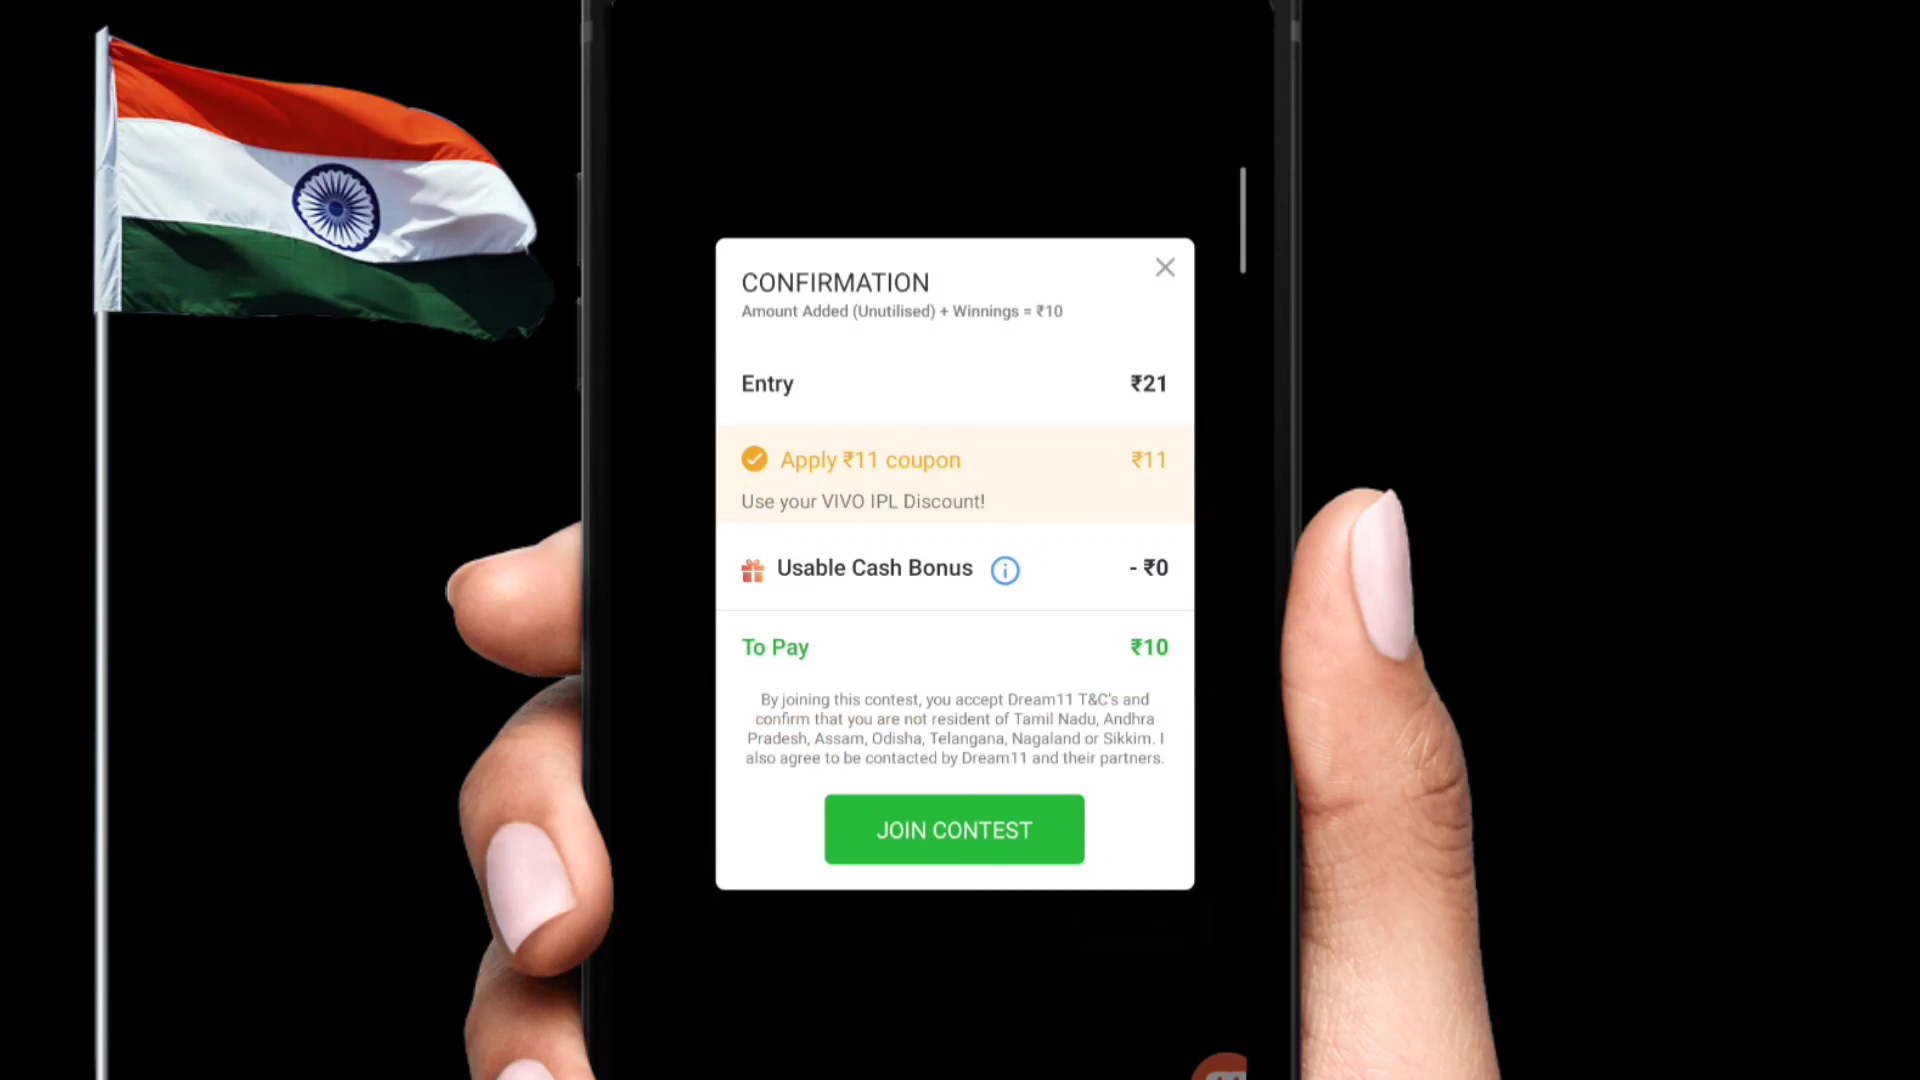 CONFIRMATION
Amount Added (Unutilised) + Winnings = ₹10
Entry ₹21
Apply ₹11 coupon ₹11
Use your VIVO IPL Discount!
Usable Cash Bonus - ₹0
To Pay ₹10
By joining this contest, you accept Dream11 T&C's and
confirm that you are not resident of Tamil Nadu, Andhra
Pradesh, Assam, Odisha, Telangana, Nagaland or Sikkim. I
also agree to be contacted by Dream11 and their partners.
JOIN CONTEST